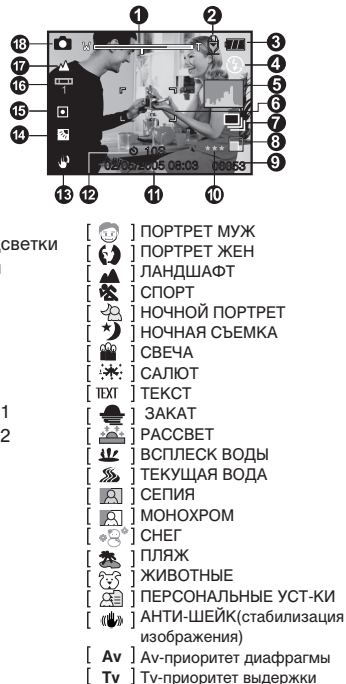 1 2
18 W T 3
17 4
16 5
1 6
15 7
14 8
10S 9
02/05/2005 08:03
13 12 11 10
светки
1
2
[ ] ПОРТРЕТ МУЖ
[ ] ПОРТРЕТ ЖЕН
[ ] ЛАНДШАФТ
[ ] СПОРТ
[ ] НОЧНОЙ ПОРТРЕТ
[ ] НОЧНАЯ СЪЕМКА
[ ] СВЕЧА
[ ] САЛЮТ
[ TEXT ] ТЕКСТ
[ ] ЗАКАТ
[ ] РАССВЕТ
[ ] ВСПЛЕСК ВОДЫ
[ ] ТЕКУЩАЯ ВОДА
[ ] СЕПИЯ
[ ] МОНОХРОМ
[ ] СНЕГ
[ ] ПЛЯЖ
[ ] ЖИВОТНЫЕ
[ ] ПЕРСОНАЛЬНЫЕ УСТ-КИ
[ ] АНТИ-ШЕЙК(стабилизация
изображения)
[ Av ] Av-приоритет диафрагмы
[ Tv ] Tv-приоритет выдержки